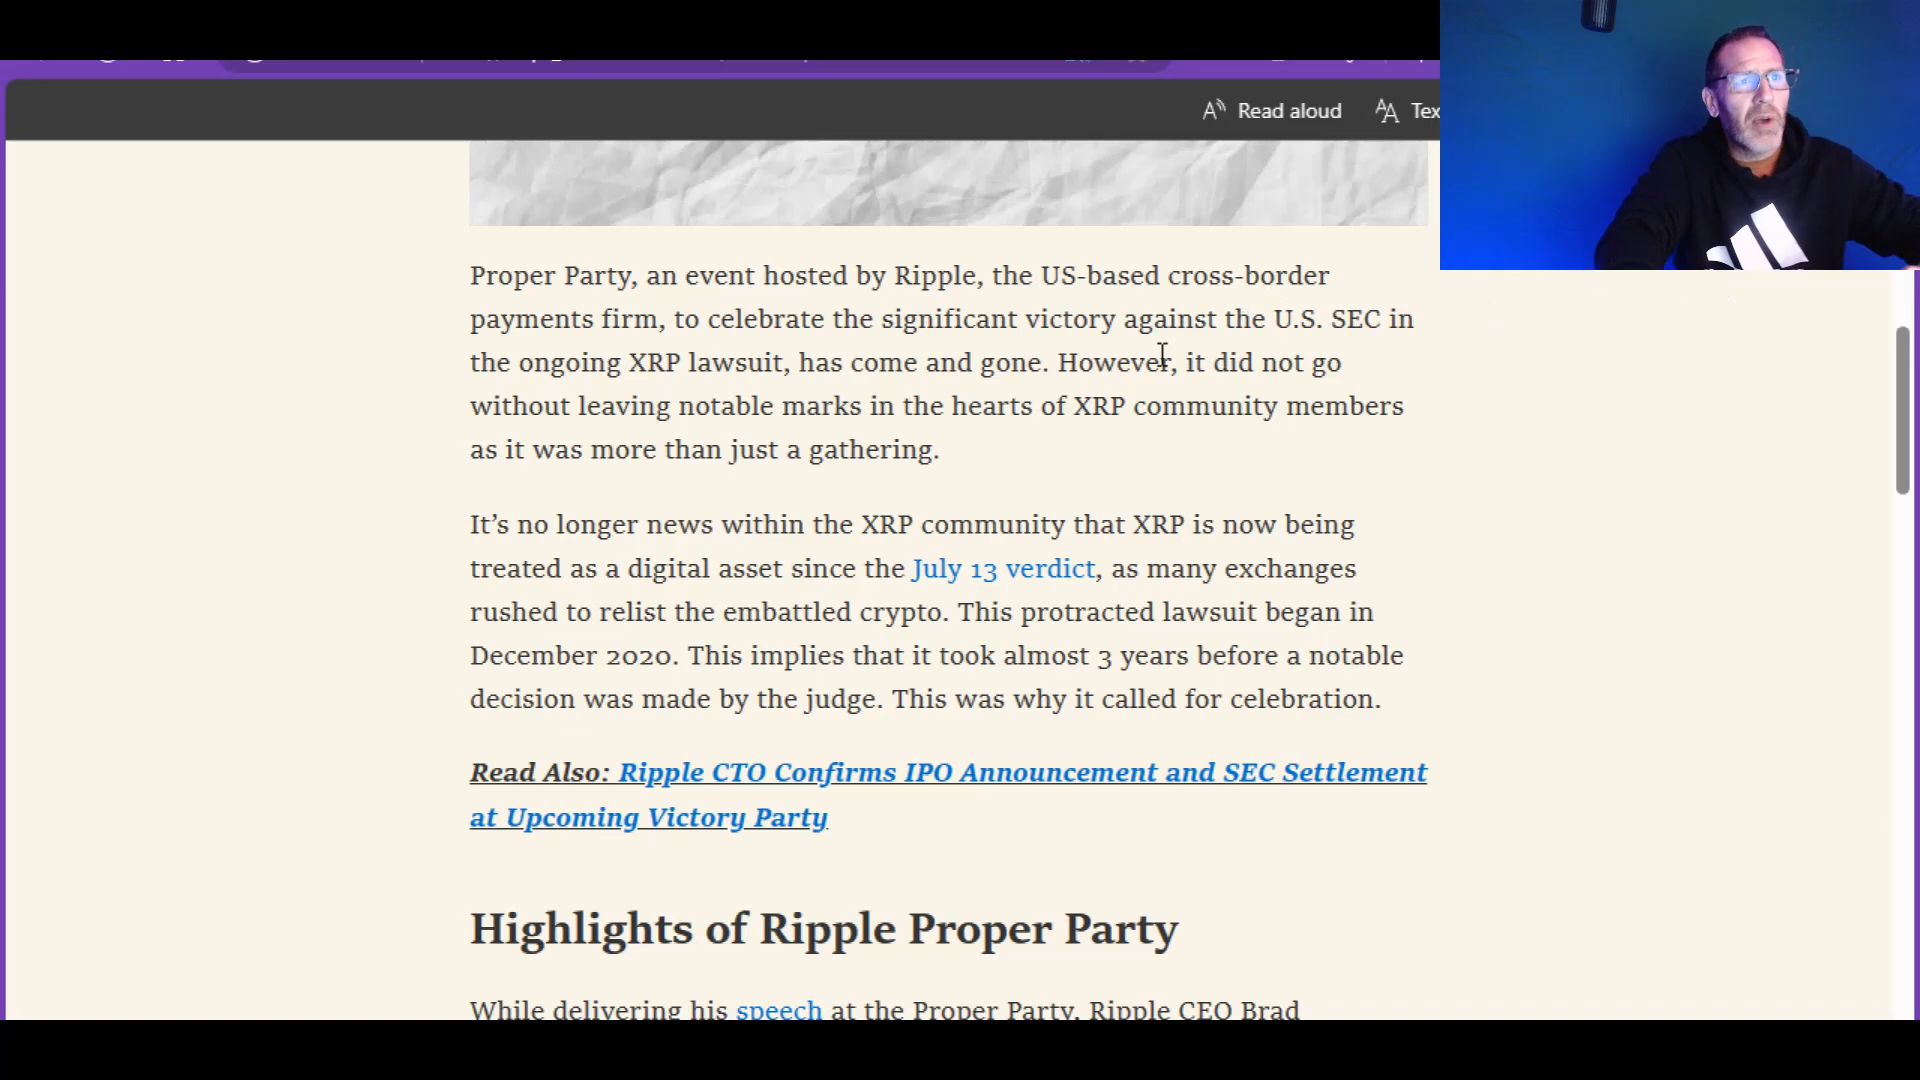 Read aloud
Tex
Proper Party, an event hosted by Ripple, the US-based cross-border
payments firm, to celebrate the significant victory against the U.S. SEC in
the ongoing XRP lawsuit, has come and gone. However, it did not go
without leaving notable marks in the hearts of XRP community members
as it was more than just a gathering.
It’s no longer news within the XRP community that XRP is now being
treated as a digital asset since the July 13 verdict, as many exchanges
rushed to relist the embattled crypto. This protracted lawsuit began in
December 2020. This implies that it took almost 3 years before a notable
decision was made by the judge. This was why it called for celebration.
Read Also: Ripple CTO Confirms IPO Announcement and SEC Settlement
at Upcoming Victory Party
Highlights of Ripple Proper Party
While delivering his speech at the Proper Party, Ripple CEO Brad